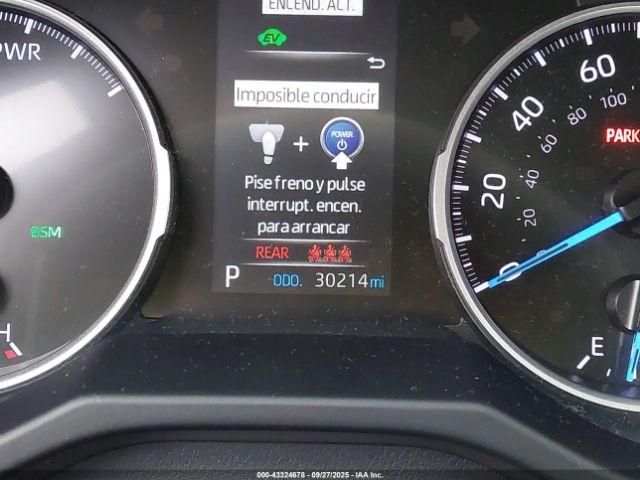 ENCEND. ACT.
EV
PWR
Imposible conducir
POWER
Pise freno y pulse
interrupt. encen.
para arrancar
REAR
P ODO. 30214 mi
H
0 20 40 60
20 40 60 80 100
PARK
E
000-43324678 - 09/27/2025 - IAA Inc.